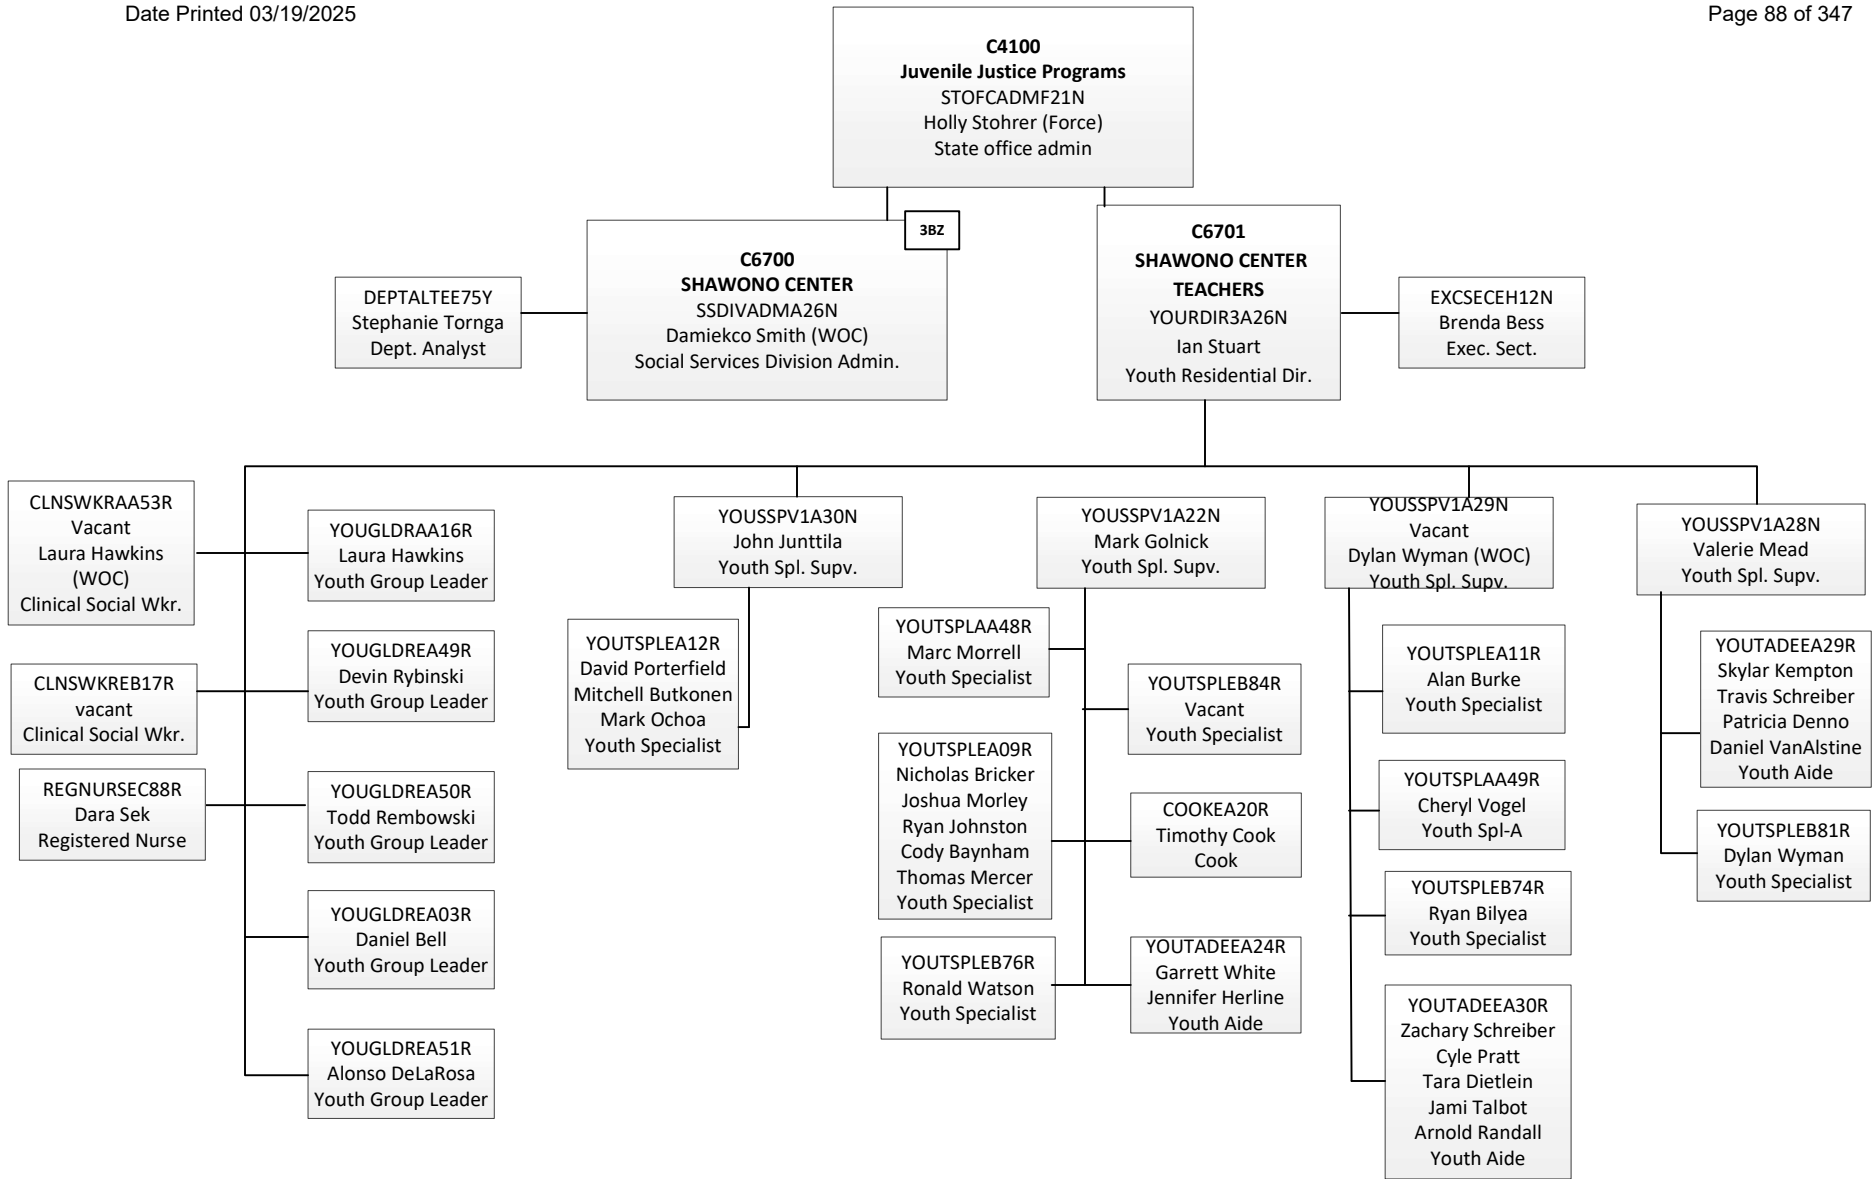 Date Printed 03/19/2025
Page 88 of 347
C4100
Juvenile Justice Programs
STOFCADMF21N
Holly Stohrer (Force)
State office admin
3BZ
C6700
SHAWONO CENTER
SSDIVADMA26N
Damiekco Smith (WOC)
Social Services Division Admin.
C6701
SHAWONO CENTER
TEACHERS
YOURDIR3A26N
Ian Stuart
Youth Residential Dir.
DEPTALTEE75Y
Stephanie Tornga
Dept. Analyst
EXCSECEH12N
Brenda Bess
Exec. Sect.
CLNSWKRAA53R
Vacant
Laura Hawkins
(WOC)
Clinical Social Wkr.
CLNSWKREB17R
vacant
Clinical Social Wkr.
REGNURSEC88R
Dara Sek
Registered Nurse
YOUGLDRAA16R
Laura Hawkins
Youth Group Leader
YOUGLDREA49R
Devin Rybinski
Youth Group Leader
YOUGLDREA50R
Todd Rembowski
Youth Group Leader
YOUGLDREA03R
Daniel Bell
Youth Group Leader
YOUGLDREA51R
Alonso DeLaRosa
Youth Group Leader
YOUSSPV1A30N
John Junttila
Youth Spl. Supv.
YOUTSPLEA12R
David Porterfield
Mitchell Butkonen
Mark Ochoa
Youth Specialist
YOUSSPV1A22N
Mark Golnick
Youth Spl. Supv.
YOUTSPLAA48R
Marc Morrell
Youth Specialist
YOUTSPLEB84R
Vacant
Youth Specialist
YOUTSPLEA09R
Nicholas Bricker
Joshua Morley
Ryan Johnston
Cody Baynham
Thomas Mercer
Youth Specialist
COOKEA20R
Timothy Cook
Cook
YOUTSPLEB76R
Ronald Watson
Youth Specialist
YOUTADEEA24R
Garrett White
Jennifer Herline
Youth Aide
YOUSSPV1A29N
Vacant
Dylan Wyman (WOC)
Youth Spl. Supv.
YOUTSPLEA11R
Alan Burke
Youth Specialist
YOUTSPLAA49R
Cheryl Vogel
Youth Spl-A
YOUTSPLEB74R
Ryan Bilyea
Youth Specialist
YOUTADEEA30R
Zachary Schreiber
Cyle Pratt
Tara Dietlein
Jami Talbot
Arnold Randall
Youth Aide
YOUSSPV1A28N
Valerie Mead
Youth Spl. Supv.
YOUTADEEA29R
Skylar Kempton
Travis Schreiber
Patricia Denno
Daniel VanAlstine
Youth Aide
YOUTSPLEB81R
Dylan Wyman
Youth Specialist